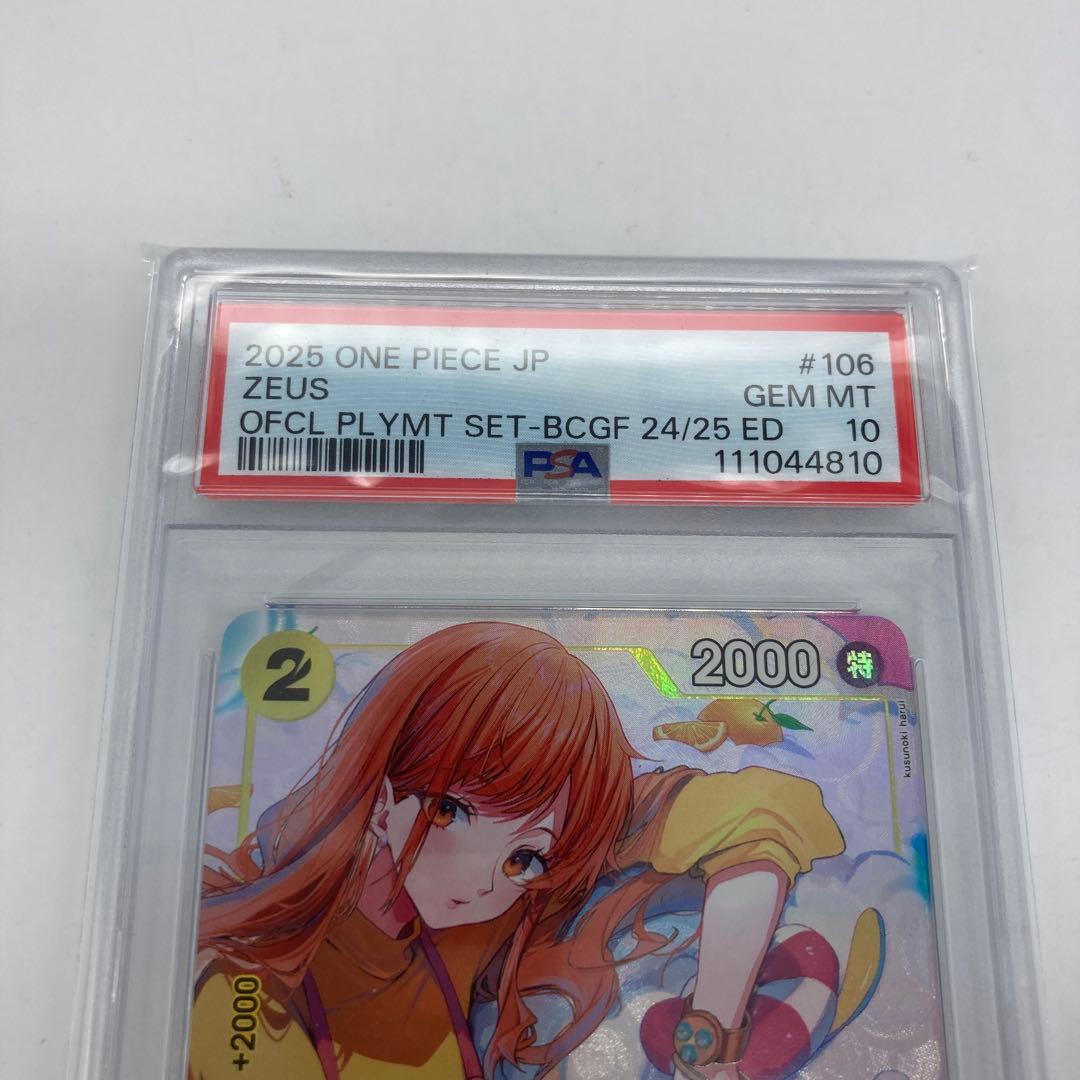 2025 ONE PIECE JP #106
ZEUS GEM MT
OFCL PLYMT SET-BCGF 24/25 ED 10
PSA 111044810
2 2000 特
kusunoki harui
+2000